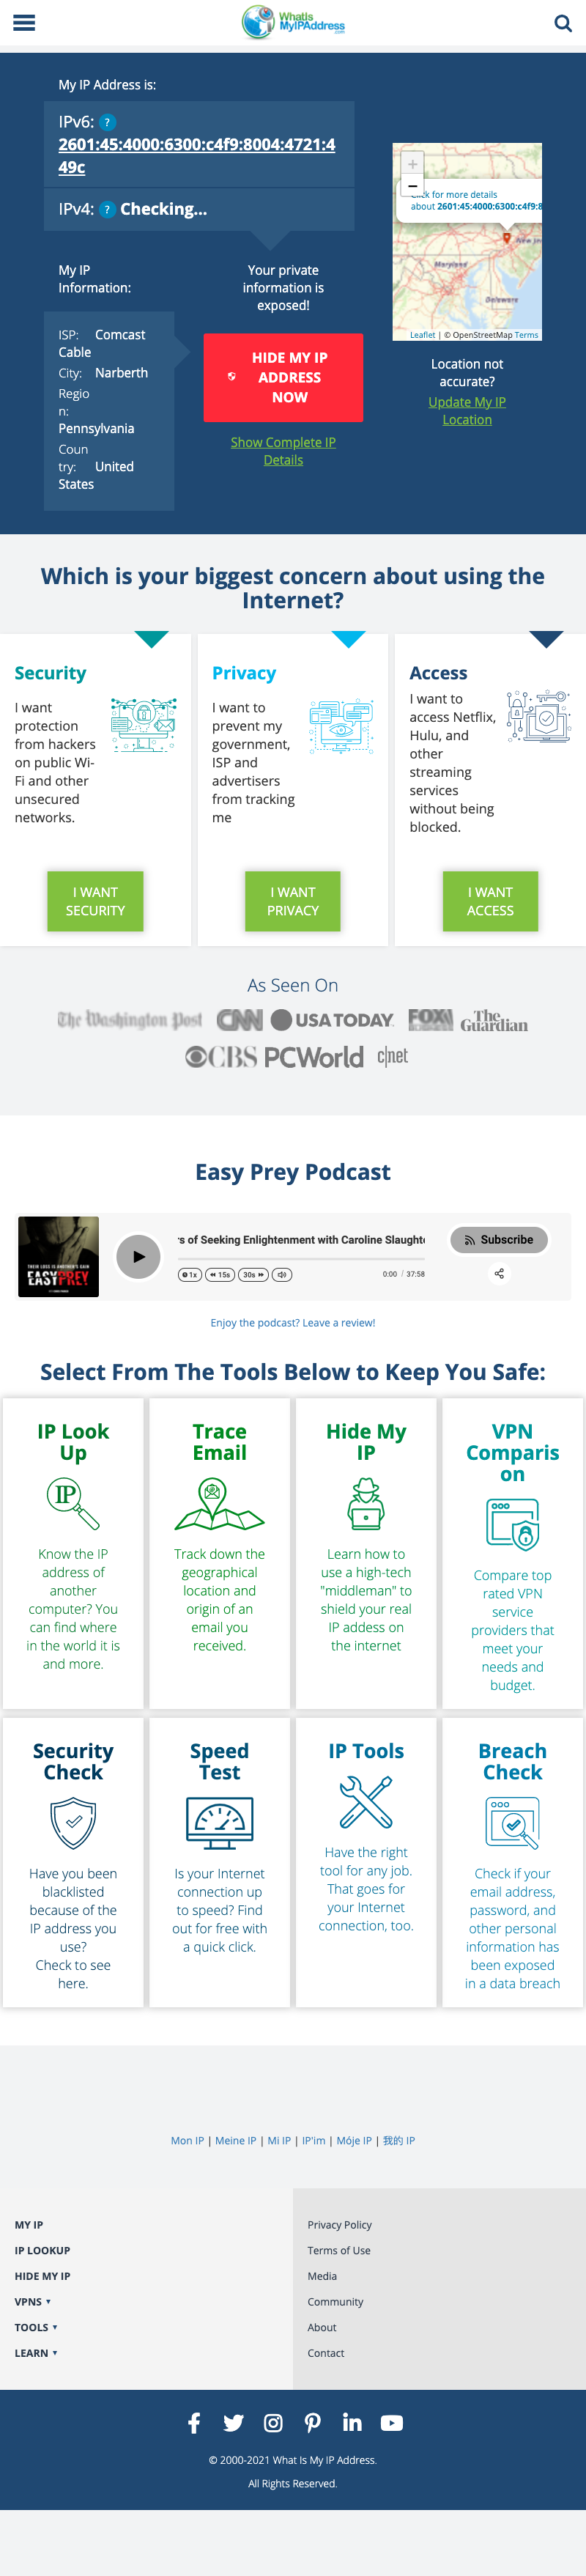 WhatIs
MyIPAddress
.com
My IP Address is:
IPv6: ?
2601:45:4000:6300:c4f9:8004:4721:4
49c
IPv4: ? Checking...
My IP
Information:
ISP: Comcast
Cable
City: Narberth
Regio
n:
Pennsylvania
Coun
try: United
States
Your private
information is
exposed!
HIDE MY IP
ADDRESS
NOW
Show Complete IP
Details
+
−
Click for more details
about 2601:45:4000:6300:c4f9:8
Maryland
Delaware
Leaflet | © OpenStreetMap Terms
Location not
accurate?
Update My IP
Location
Which is your biggest concern about using the
Internet?
Security
I want
protection
from hackers
on public Wi-
Fi and other
unsecured
networks.
I WANT
SECURITY
Privacy
I want to
prevent my
government,
ISP and
advertisers
from tracking
me
I WANT
PRIVACY
Access
I want to
access Netflix,
Hulu, and
other
streaming
services
without being
blocked.
I WANT
ACCESS
As Seen On
The Washington Post CNN USA TODAY FOX The Guardian
CBS PCWorld c|net
Easy Prey Podcast
THEIR LOSS IS ANOTHER'S GAIN
EASY PREY
rs of Seeking Enlightenment with Caroline Slaughte
1x 15s 30s 0:00 / 37:58
Subscribe
Enjoy the podcast? Leave a review!
Select From The Tools Below to Keep You Safe:
IP Look
Up
IP
Know the IP
address of
another
computer? You
can find where
in the world it is
and more.
Trace
Email
Track down the
geographical
location and
origin of an
email you
received.
Hide My
IP
Learn how to
use a high-tech
"middleman" to
shield your real
IP addess on
the internet
VPN
Comparis
on
Compare top
rated VPN
service
providers that
meet your
needs and
budget.
Security
Check
Have you been
blacklisted
because of the
IP address you
use?
Check to see
here.
Speed
Test
Is your Internet
connection up
to speed? Find
out for free with
a quick click.
IP Tools
Have the right
tool for any job.
That goes for
your Internet
connection, too.
Breach
Check
Check if your
email address,
password, and
other personal
information has
been exposed
in a data breach
Mon IP | Meine IP | Mi IP | IP'im | Móje IP | 我的 IP
MY IP
IP LOOKUP
HIDE MY IP
VPNS ▼
TOOLS ▼
LEARN ▼
Privacy Policy
Terms of Use
Media
Community
About
Contact
© 2000-2021 What Is My IP Address.
All Rights Reserved.